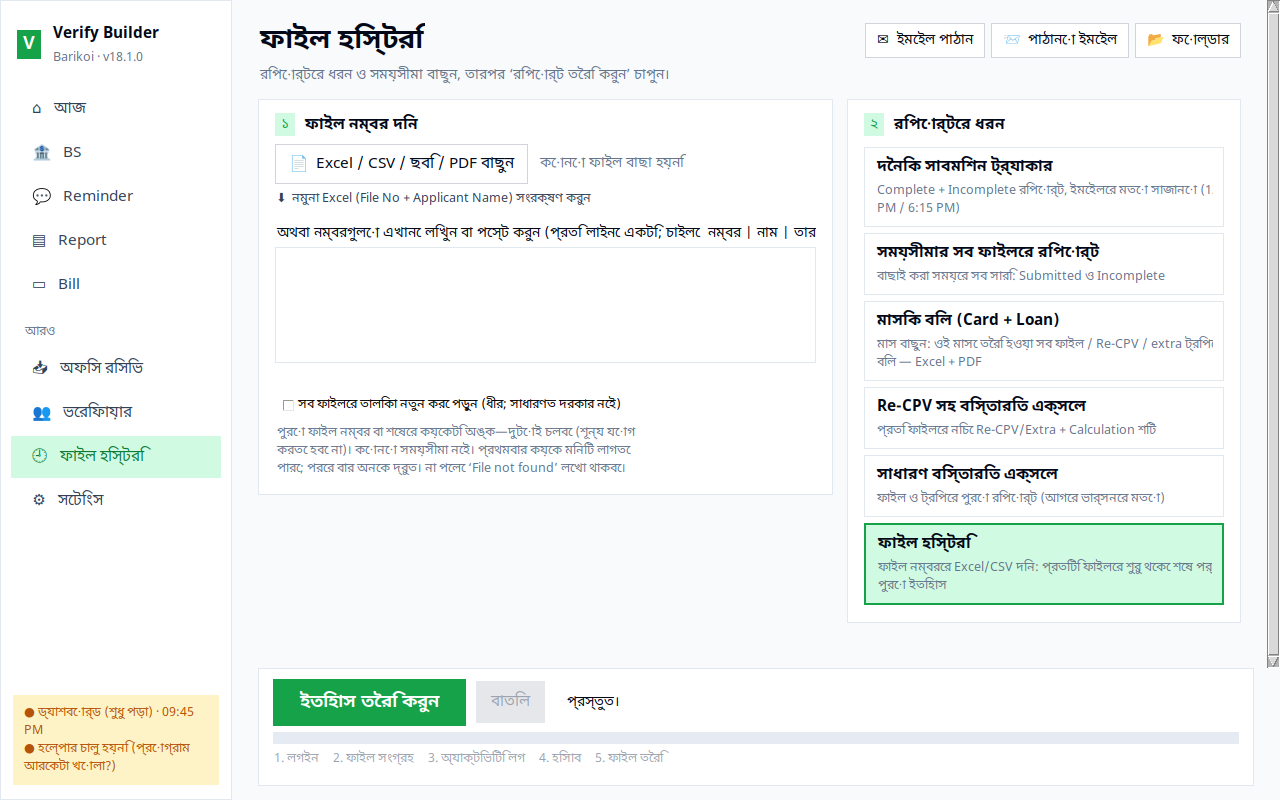 V
Verify Builder
Barikoi · v18.1.0
⌂ আজ
🏦 BS
💬 Reminder
▤ Report
▭ Bill
আরও
📥 অফিস রিসিভ
👥 ভেরিফায়ার
🕘 ফাইল হিস্টরি
⚙ সেটিংস
● ড্যাশবোর্ড (শুধু পড়া) · 09:45
PM
● হেল্পার চালু হয়নি (প্রোগ্রাম
আরেকটা খোলা?)
ফাইল হিস্টরি
রিপোর্টের ধরন ও সময়সীমা বাছুন, তারপর ‘রিপোর্ট তৈরি করুন’ চাপুন।
✉ ইমেইল পাঠান
📨 পাঠানো ইমেইল
📂 ফোল্ডার
১ ফাইল নম্বর দিন
📄 Excel / CSV / ছবি / PDF বাছুন
কোনো ফাইল বাছা হয়নি
⬇ নমুনা Excel (File No + Applicant Name) সংরক্ষণ করুন
অথবা নম্বরগুলো এখানে লিখুন বা পেস্ট করুন (প্রতি লাইনে একটি; চাইলে নম্বর | নাম | তার
সব ফাইলের তালিকা নতুন করে পড়ুন (ধীর; সাধারণত দরকার নেই)
পুরো ফাইল নম্বর বা শেষের কয়েকটি অঙ্ক—দুটোই চলবে (শূন্য যোগ
করতে হবে না)। কোনো সময়সীমা নেই। প্রথমবার কয়েক মিনিট লাগতে
পারে; পরের বার অনেক দ্রুত। না পেলে ‘File not found’ লেখা থাকবে।
২ রিপোর্টের ধরন
দৈনিক সাবমিশন ট্র্যাকার
Complete + Incomplete রিপোর্ট, ইমেইলের মতো সাজানো (1
PM / 6:15 PM)
সময়সীমার সব ফাইলের রিপোর্ট
বাছাই করা সময়ের সব সারি: Submitted ও Incomplete
মাসিক বিল (Card + Loan)
মাস বাছুন: ওই মাসে তৈরি হওয়া সব ফাইল / Re-CPV / extra ট্রিপের
বিল — Excel + PDF
Re-CPV সহ বিস্তারিত এক্সেল
প্রতি ফাইলের নিচে Re-CPV/Extra + Calculation শিট
সাধারণ বিস্তারিত এক্সেল
ফাইল ও ট্রিপের পুরো রিপোর্ট (আগের ভার্সনের মতো)
ফাইল হিস্টরি
ফাইল নম্বরের Excel/CSV দিন: প্রতিটি ফাইলের শুরু থেকে শেষ পর্
পুরো ইতিহাস
ইতিহাস তৈরি করুন
বাতিল
প্রস্তুত।
1. লগইন 2. ফাইল সংগ্রহ 3. অ্যাক্টিভিটি লগ 4. হিসাব 5. ফাইল তৈরি